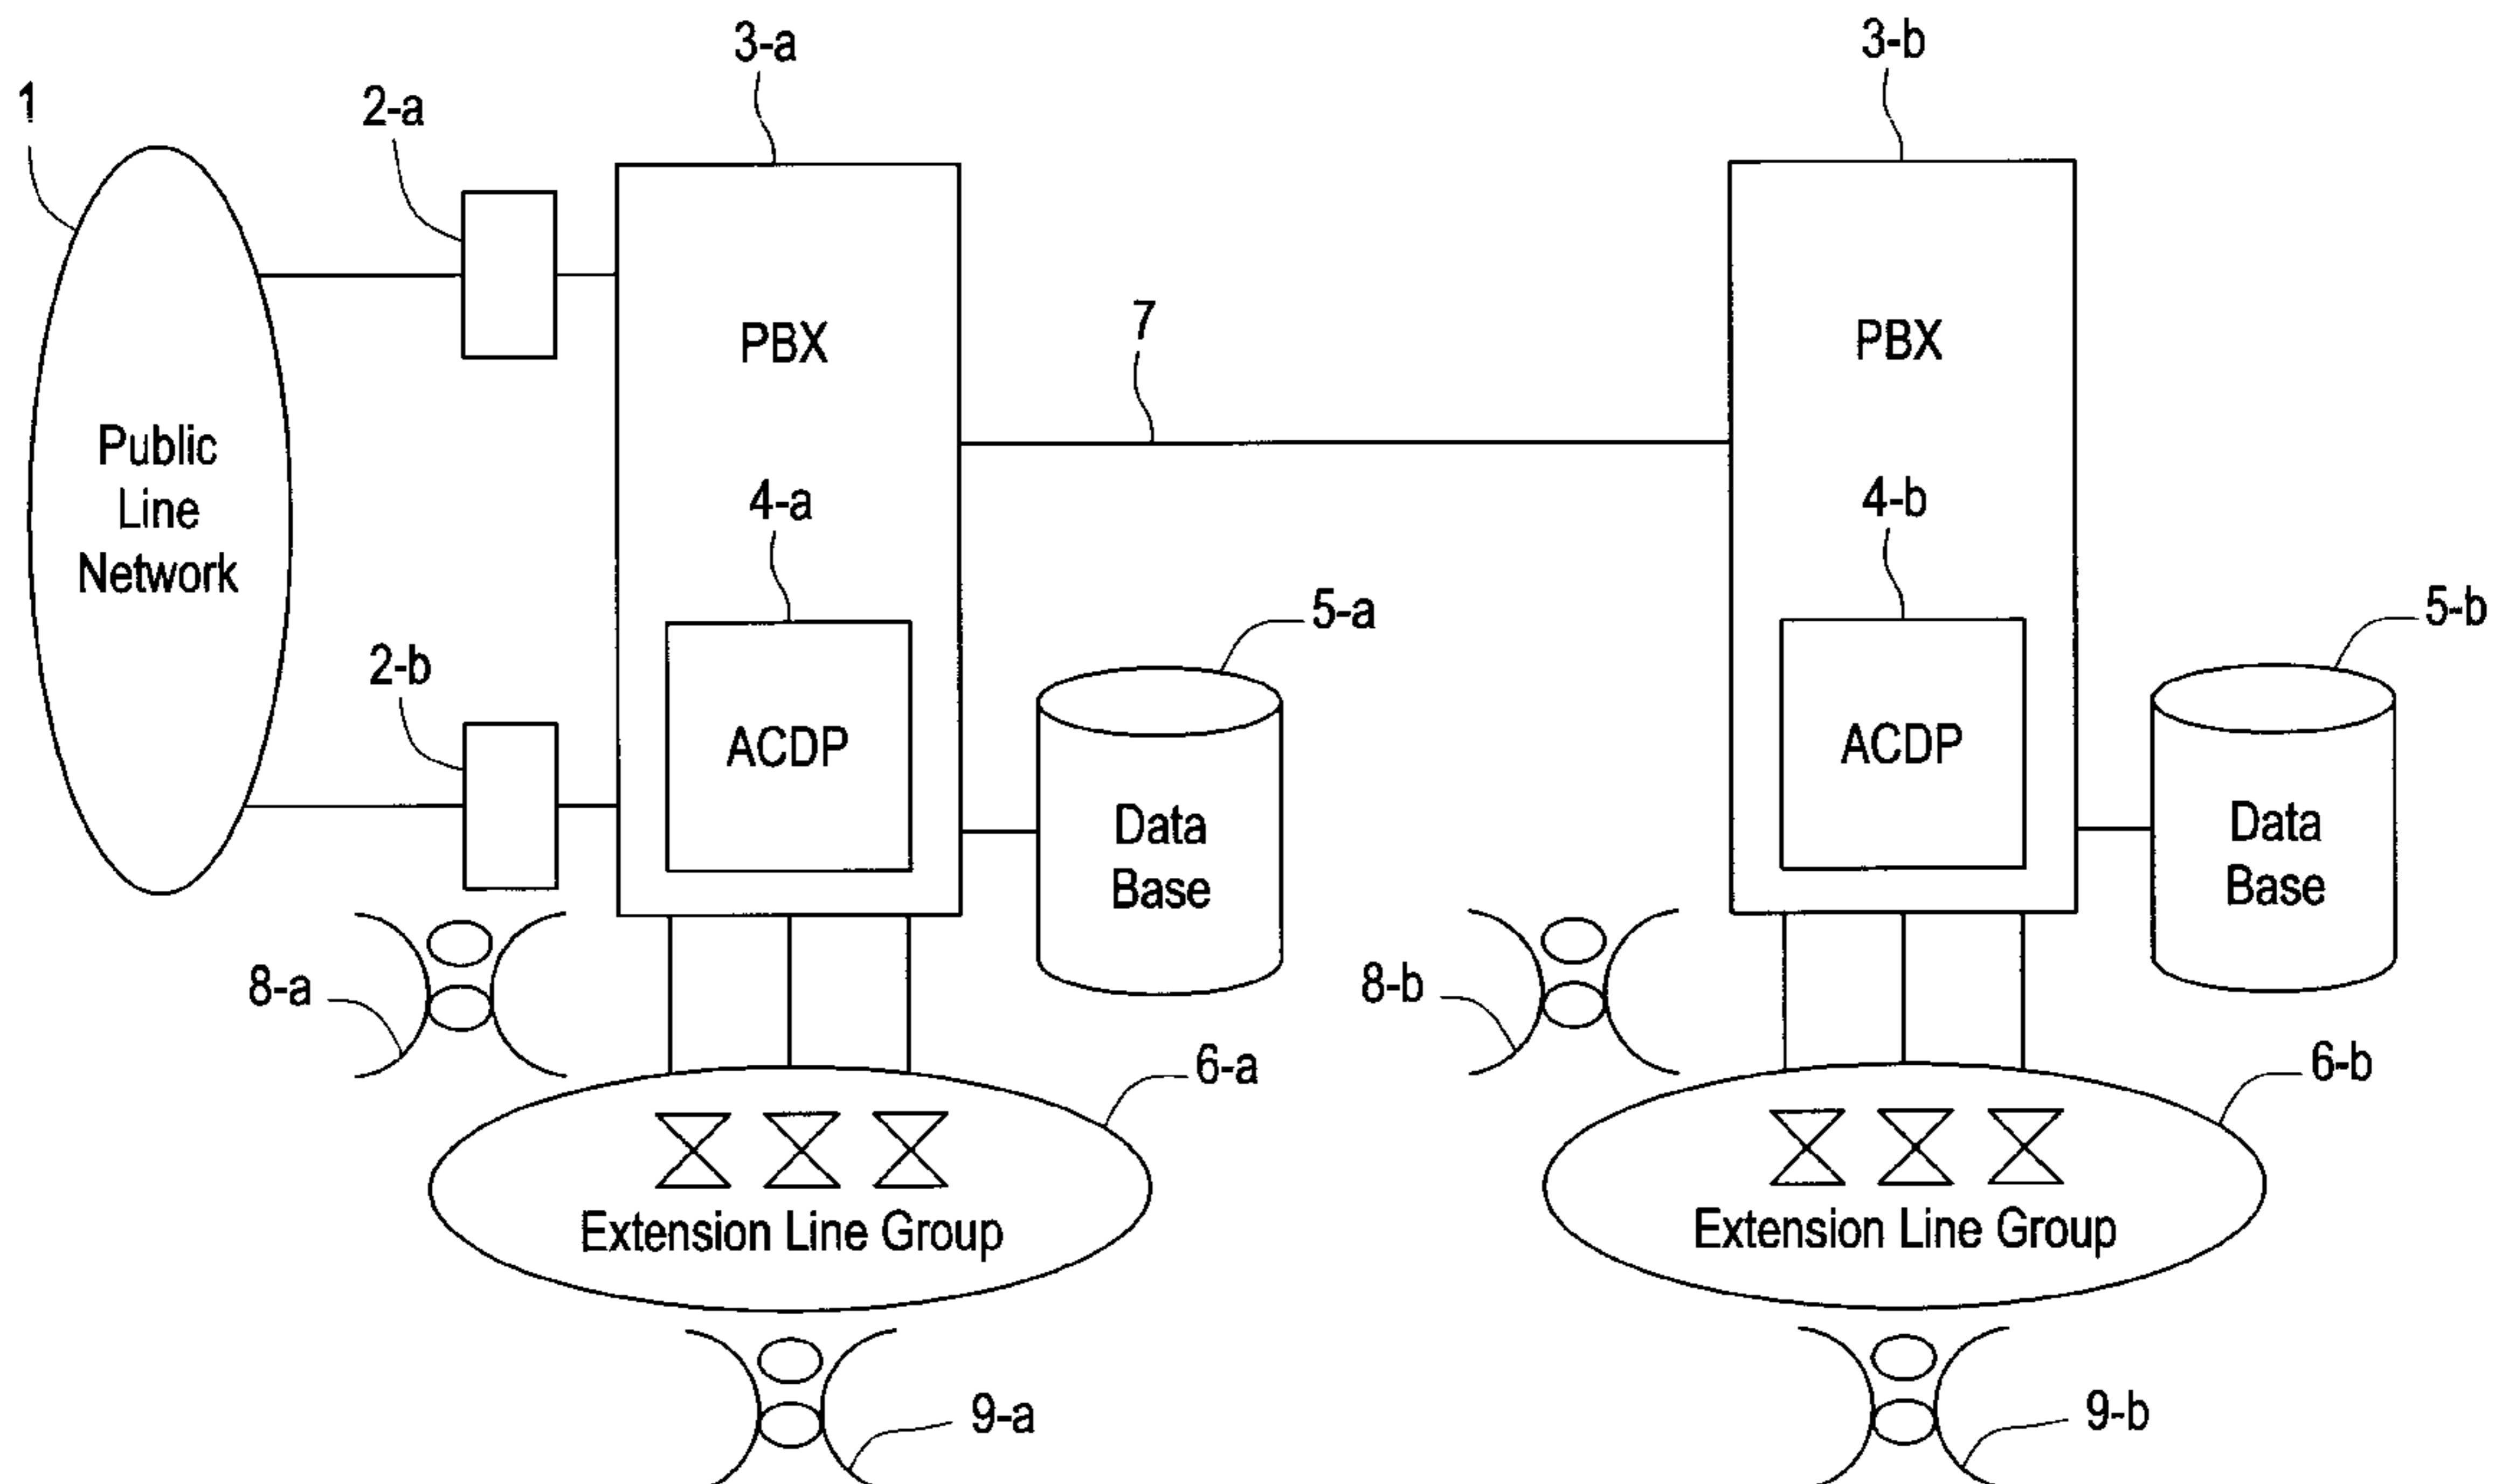 3-a
3-b
1
2-a
PBX
PBX
7
Public
Line
Network
4-a
4-b
5-a
5-b
2-b
ACDP
ACDP
Data
Base
Data
Base
8-a
8-b
6-a
6-b
Extension Line Group
Extension Line Group
9-a
9-b